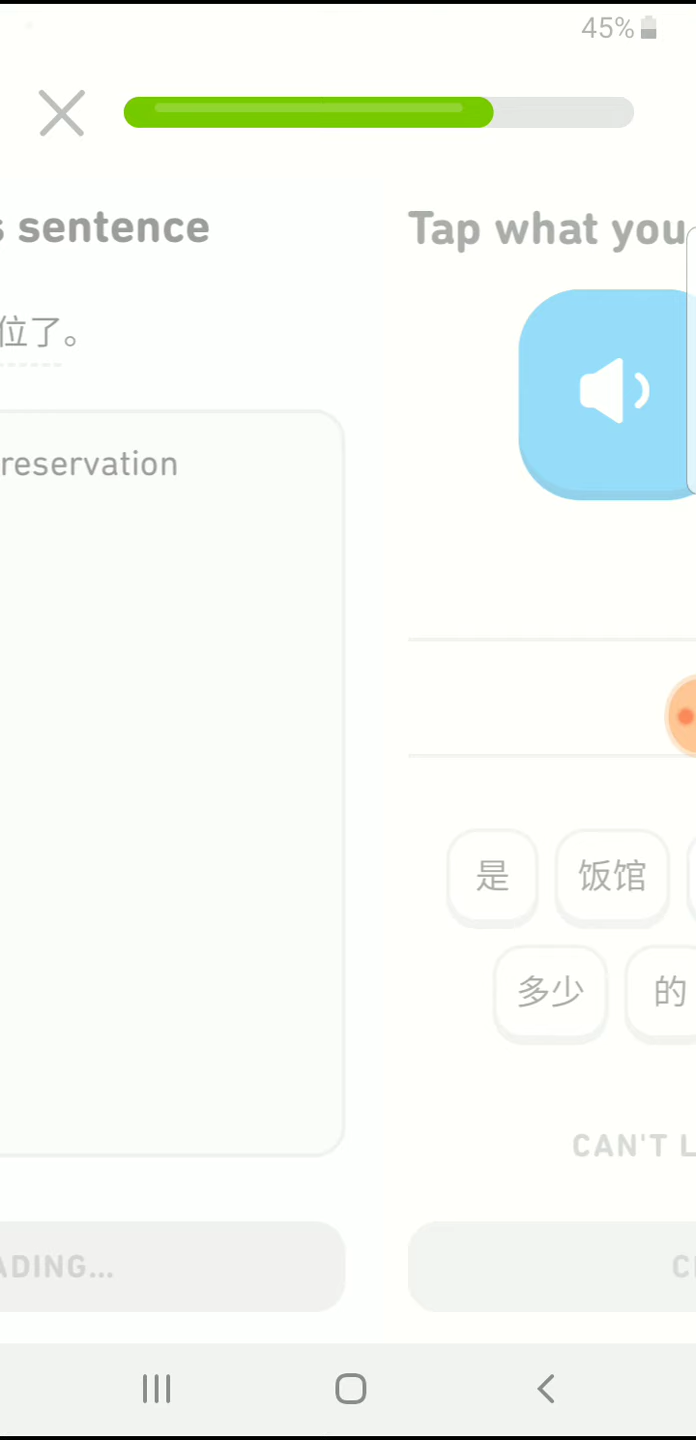 45%
s sentence
位了。
reservation
ADING...
Tap what you
是
饭馆
多少
的
CAN'T L